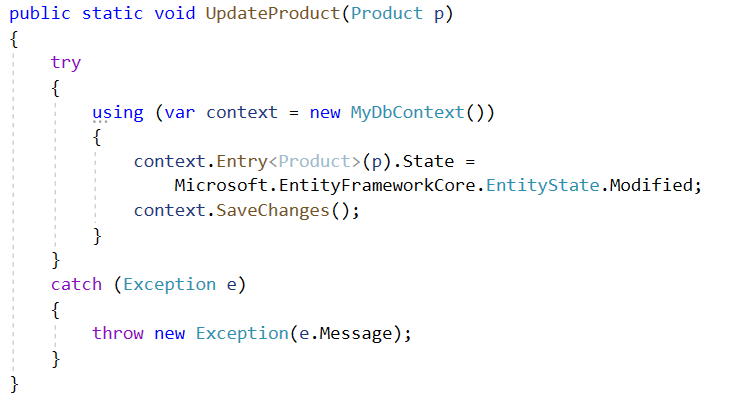 public static void UpdateProduct(Product p)
{
    try
    {
        using (var context = new MyDbContext())
        {
            context.Entry<Product>(p).State =
                Microsoft.EntityFrameworkCore.EntityState.Modified;
            context.SaveChanges();
        }
    }
    catch (Exception e)
    {
        throw new Exception(e.Message);
    }
}